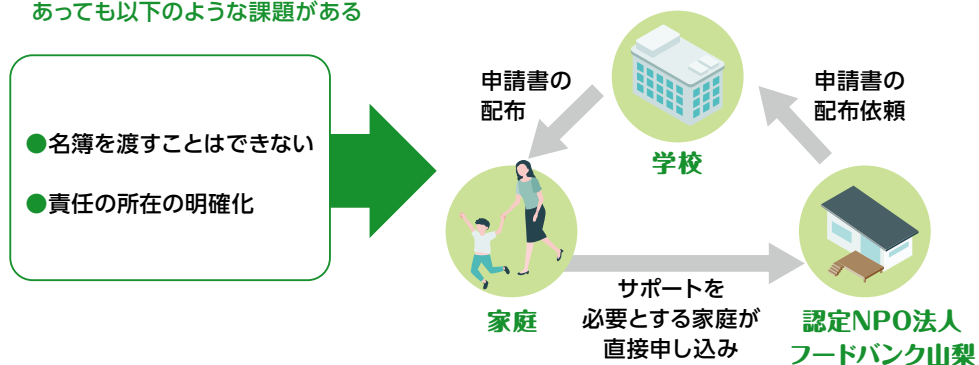 あっても以下のような課題がある
●名簿を渡すことはできない
●責任の所在の明確化
申請書の
配布
申請書の
配布依頼
学校
家庭
サポートを
必要とする家庭が
直接申し込み
認定NPO法人
フードバンク山梨